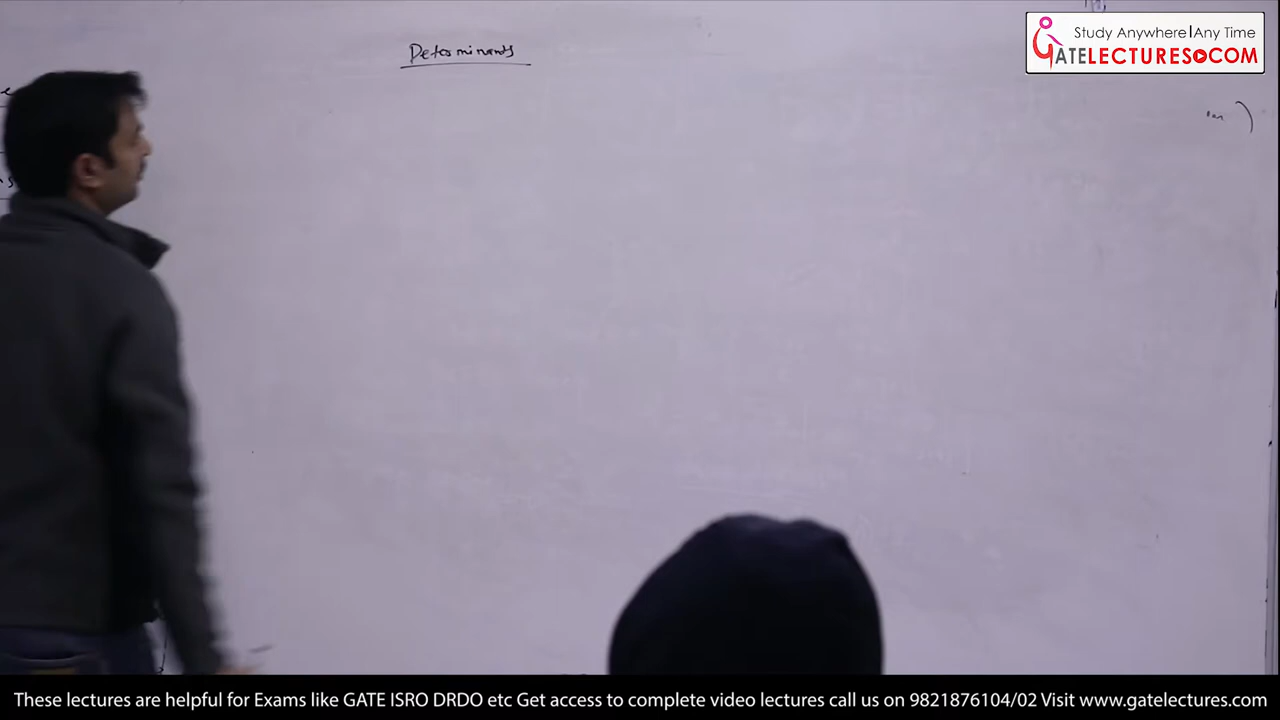 Determinants
Study Anywhere | Any Time
GATELECTURES.COM
These lectures are helpful for Exams like GATE ISRO DRDO etc Get access to complete video lectures call us on 9821876104/02 Visit www.gatelectures.com